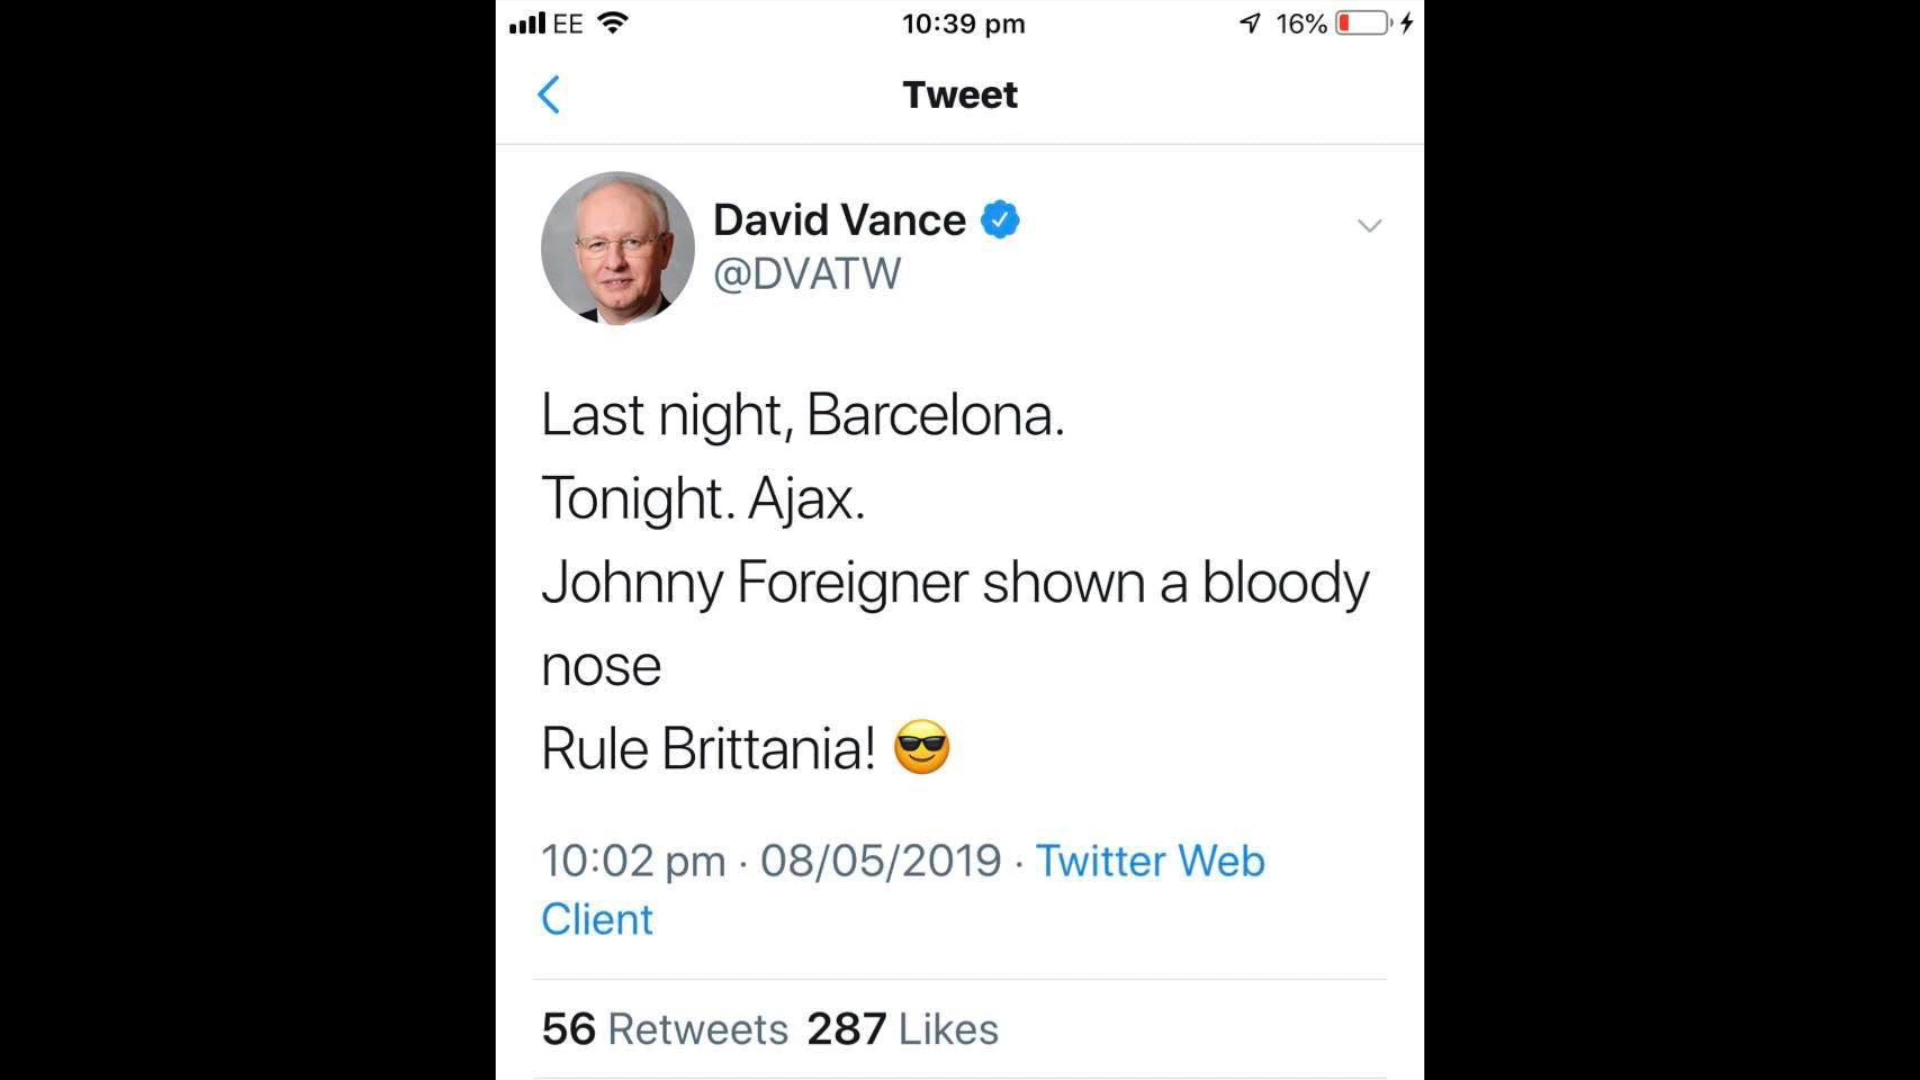 EE 10:39 pm 16%
Tweet
David Vance
@DVATW
Last night, Barcelona.
Tonight. Ajax.
Johnny Foreigner shown a bloody
nose
Rule Brittania! 😎
10:02 pm · 08/05/2019 · Twitter Web
Client
56 Retweets 287 Likes